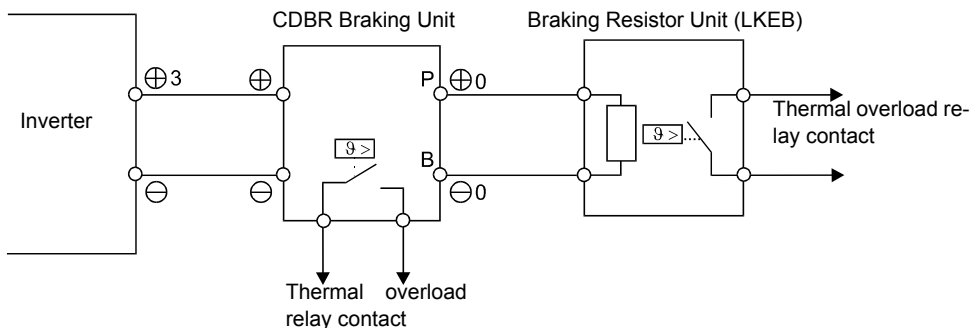 CDBR Braking Unit
Braking Resistor Unit (LKEB)
⊕3
⊕
P
⊕0
Inverter
ϑ >
ϑ >
Thermal overload re-
lay contact
B
⊖
⊖
⊖0
Thermal overload
relay contact